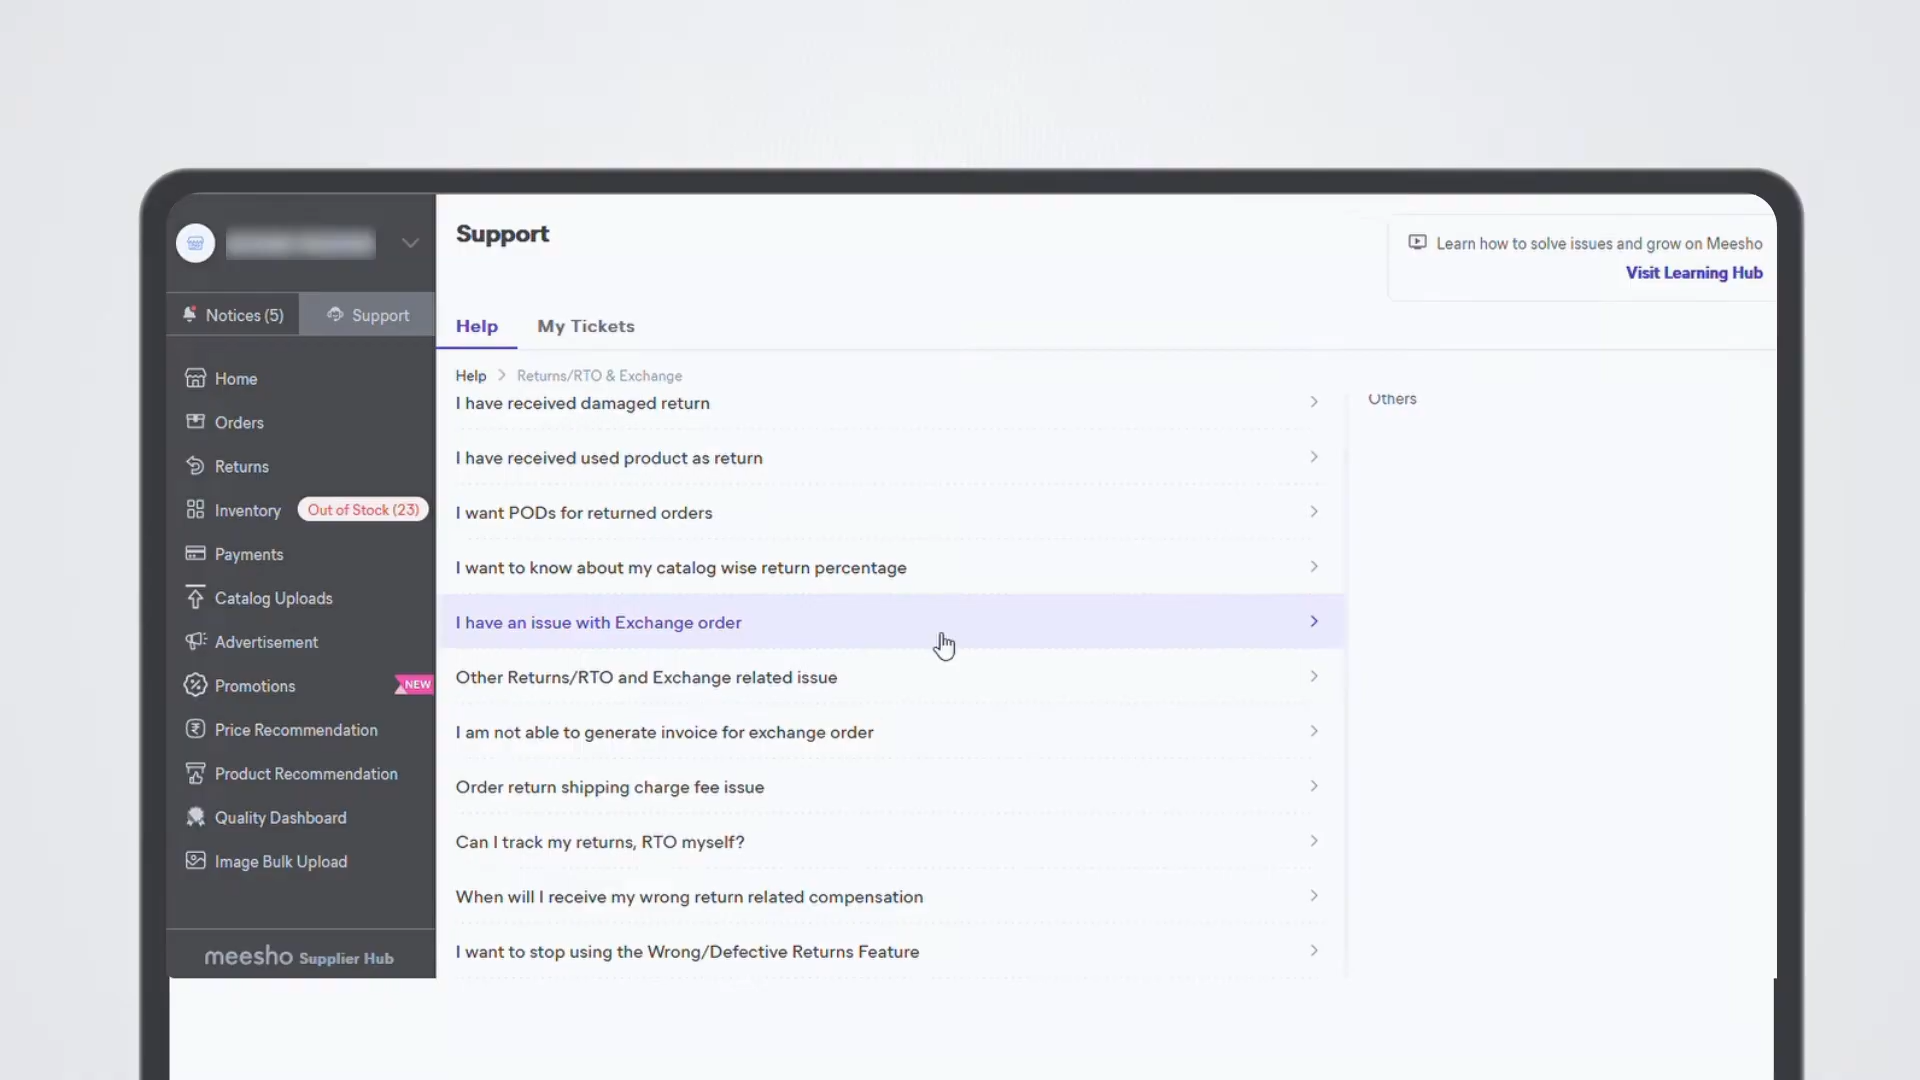 Notices (5)
Support
Home
Orders
Returns
Inventory
Out of Stock (23)
Payments
Catalog Uploads
Advertisement
Promotions
NEW
Price Recommendation
Product Recommendation
Quality Dashboard
Image Bulk Upload
meesho Supplier Hub
Support
Learn how to solve issues and grow on Meesho
Visit Learning Hub
Help
My Tickets
Help > Returns/RTO & Exchange
I have received damaged return
I have received used product as return
I want PODs for returned orders
I want to know about my catalog wise return percentage
I have an issue with Exchange order
Other Returns/RTO and Exchange related issue
I am not able to generate invoice for exchange order
Order return shipping charge fee issue
Can I track my returns, RTO myself?
When will I receive my wrong return related compensation
I want to stop using the Wrong/Defective Returns Feature
Others